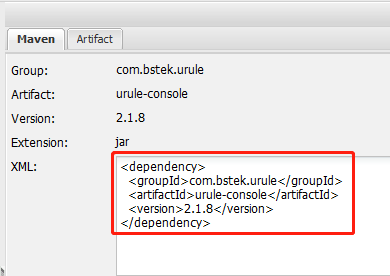 Maven Artifact
Group: com.bstek.urule
Artifact: urule-console
Version: 2.1.8
Extension: jar
XML: <dependency>
<groupId>com.bstek.urule</groupId>
<artifactId>urule-console</artifactId>
<version>2.1.8</version>
</dependency>